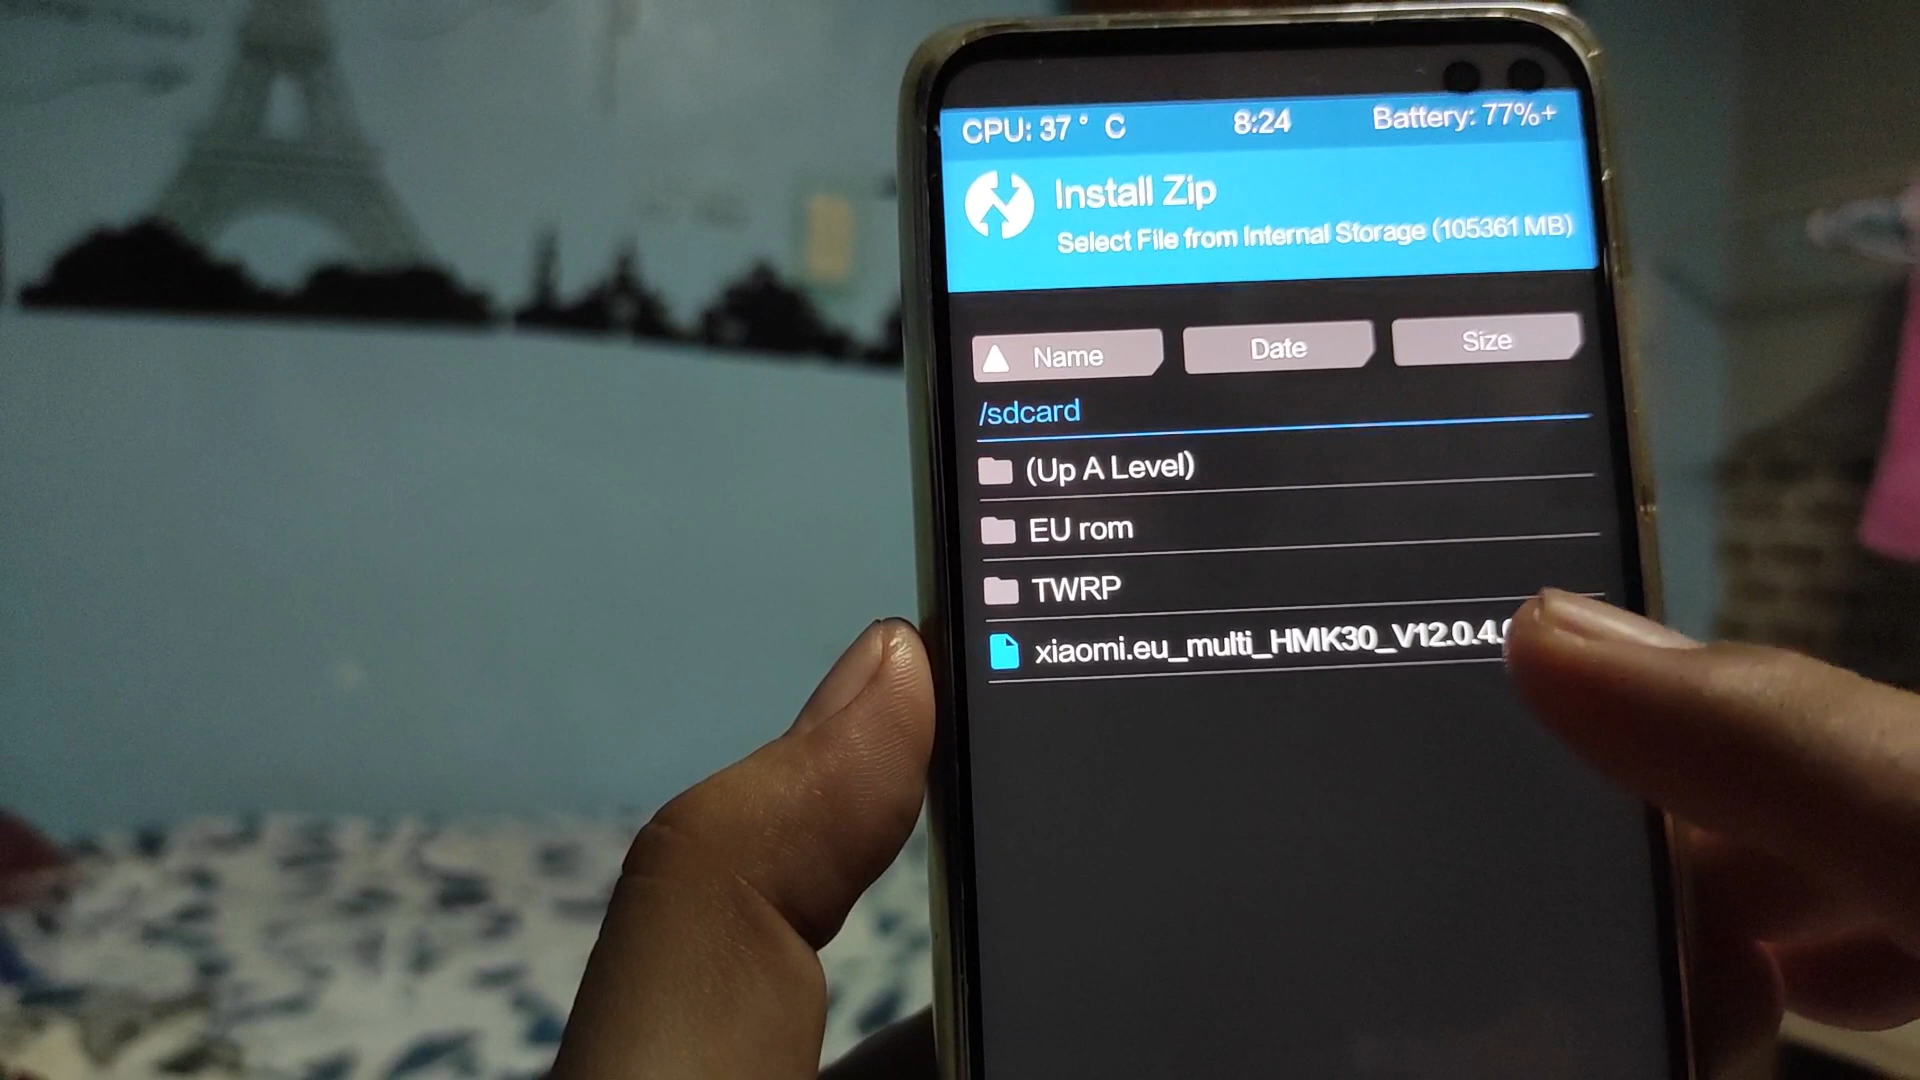 CPU: 37 ° C 8:24 Battery: 77%+
Install Zip
Select File from Internal Storage (105361 MB)
Name Date Size
/sdcard
(Up A Level)
EU rom
TWRP
xiaomi.eu_multi_HMK30_V12.0.4.